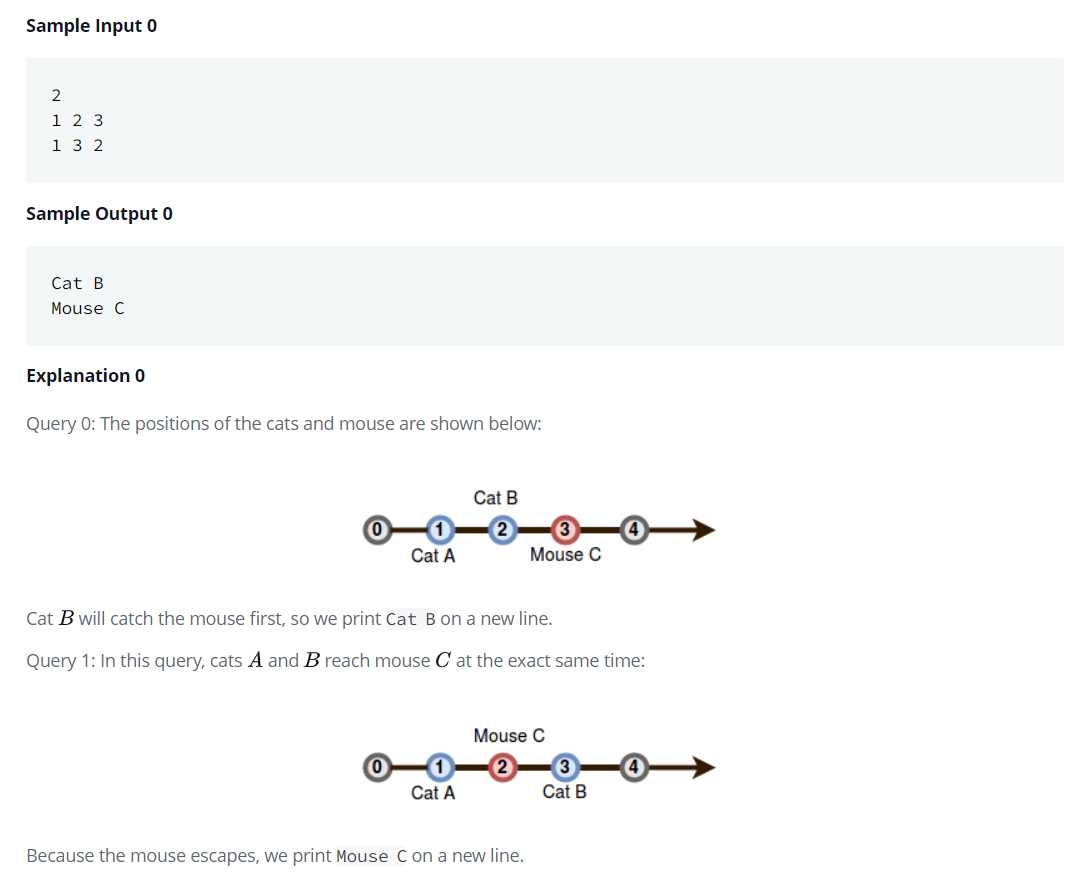 Sample Input 0
2
1 2 3
1 3 2
Sample Output 0
Cat B
Mouse C
Explanation 0
Query 0: The positions of the cats and mouse are shown below:
Cat B
0 1 2 3 4
Cat A Mouse C
Cat B will catch the mouse first, so we print Cat B on a new line.
Query 1: In this query, cats A and B reach mouse C at the exact same time:
Mouse C
0 1 2 3 4
Cat A Cat B
Because the mouse escapes, we print Mouse C on a new line.